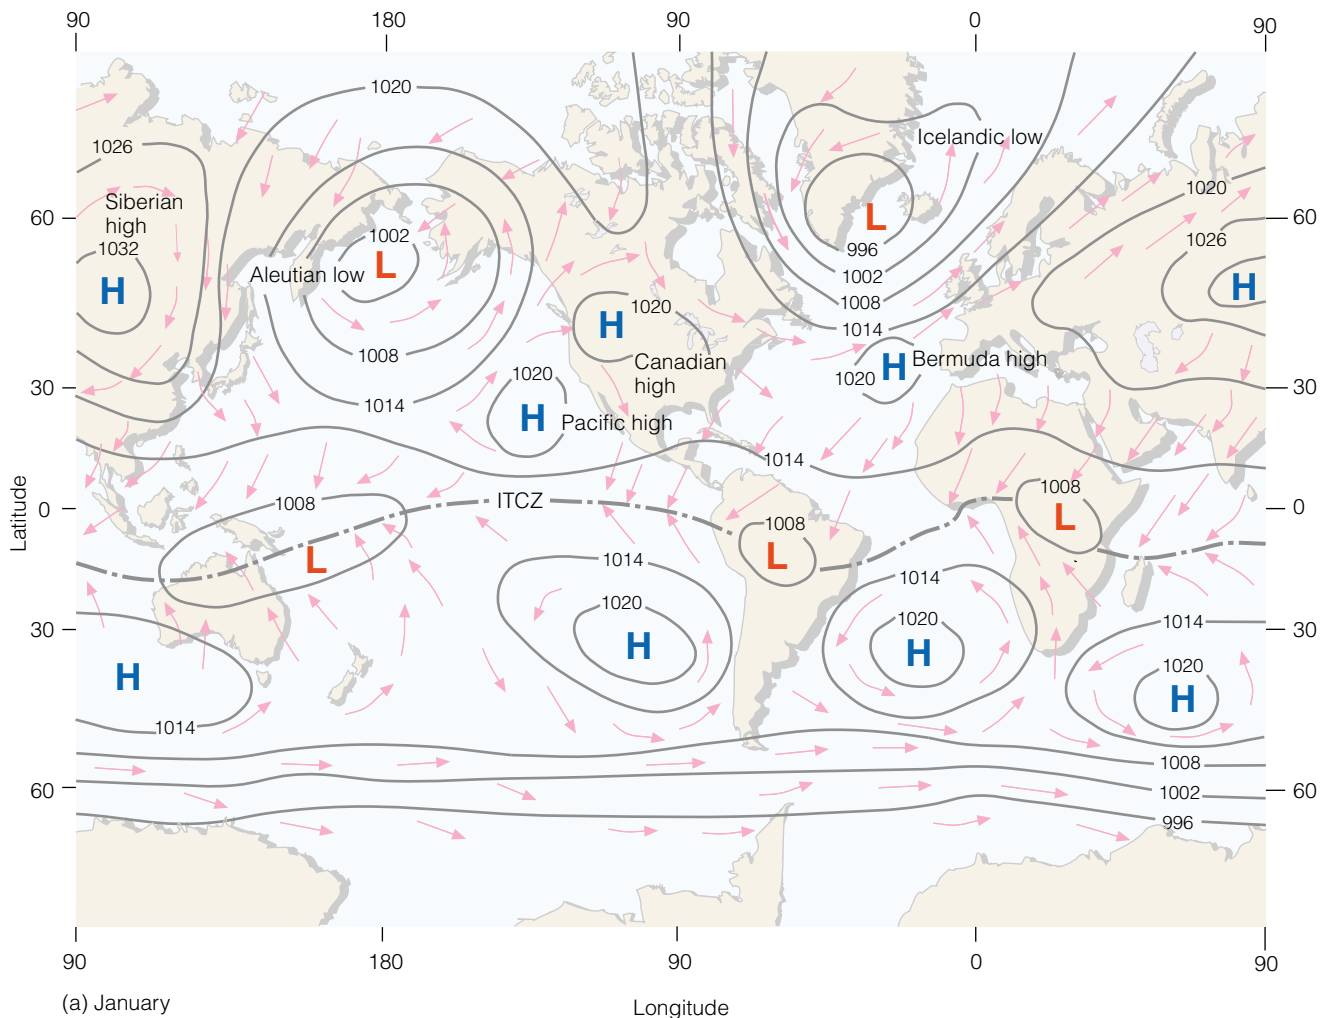 90
180
90
0
90
1020
1026
Icelandic low
1020
Siberian
high
60
L
60
1002
1026
1032
996
L
Aleutian low
1002
H
H
1008
1020
H
1014
1008
Canadian
high
Bermuda high
H
1020
1020
30
1014
30
H
Pacific high
1014
Latitude
1008
ITCZ
1008
0
0
L
1008
L
L
1014
1014
1020
1020
1014
30
30
H
H
1020
H
H
1014
1008
60
1002
60
996
90
180
90
0
90
(a) January
Longitude